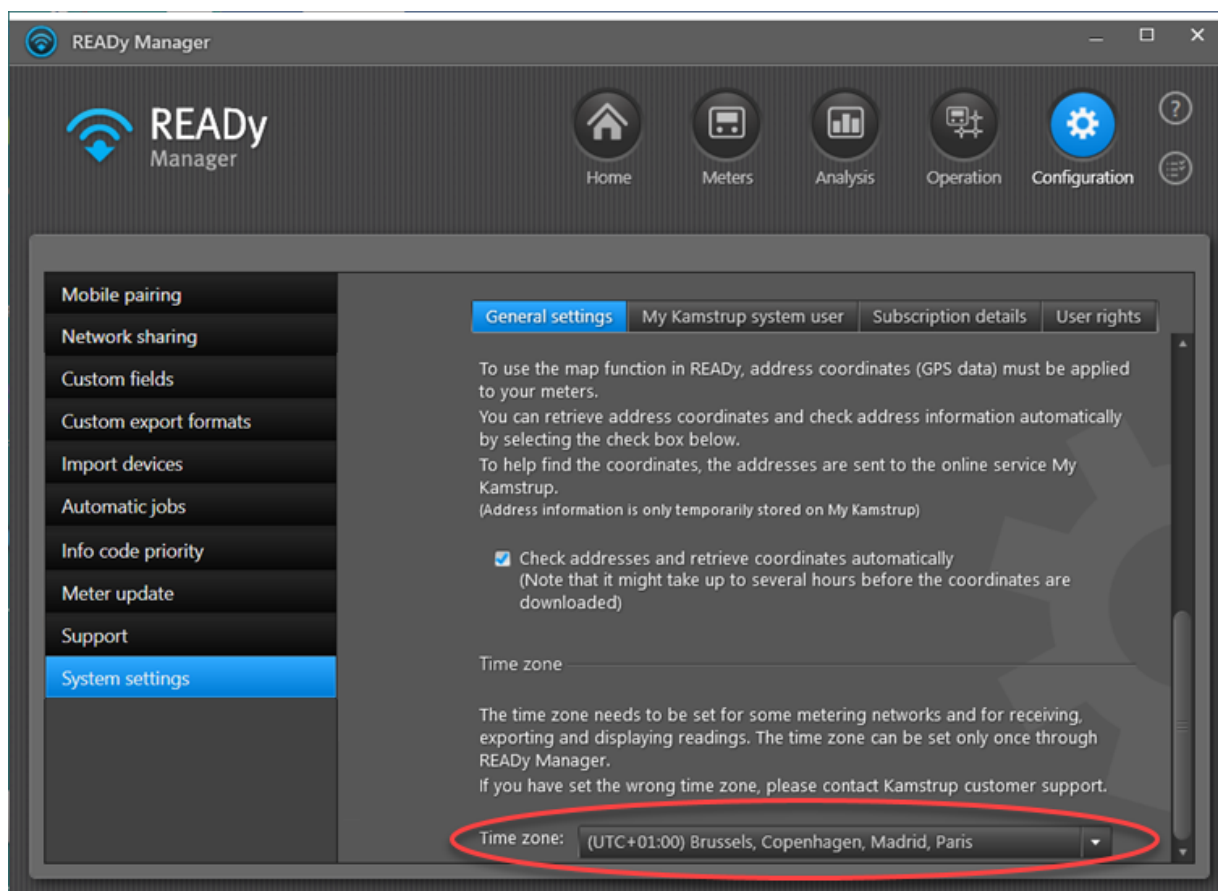 READy Manager
READy
Manager
?
Home
Meters
Analysis
Operation
Configuration
Mobile pairing
Network sharing
Custom fields
Custom export formats
Import devices
Automatic jobs
Info code priority
Meter update
Support
System settings
General settings
My Kamstrup system user
Subscription details
User rights
To use the map function in READy, address coordinates (GPS data) must be applied
to your meters.
You can retrieve address coordinates and check address information automatically
by selecting the check box below.
To help find the coordinates, the addresses are sent to the online service My
Kamstrup.
(Address information is only temporarily stored on My Kamstrup)
Check addresses and retrieve coordinates automatically
(Note that it might take up to several hours before the coordinates are
downloaded)
Time zone
The time zone needs to be set for some metering networks and for receiving,
exporting and displaying readings. The time zone can be set only once through
READy Manager.
If you have set the wrong time zone, please contact Kamstrup customer support.
Time zone: (UTC+01:00) Brussels, Copenhagen, Madrid, Paris